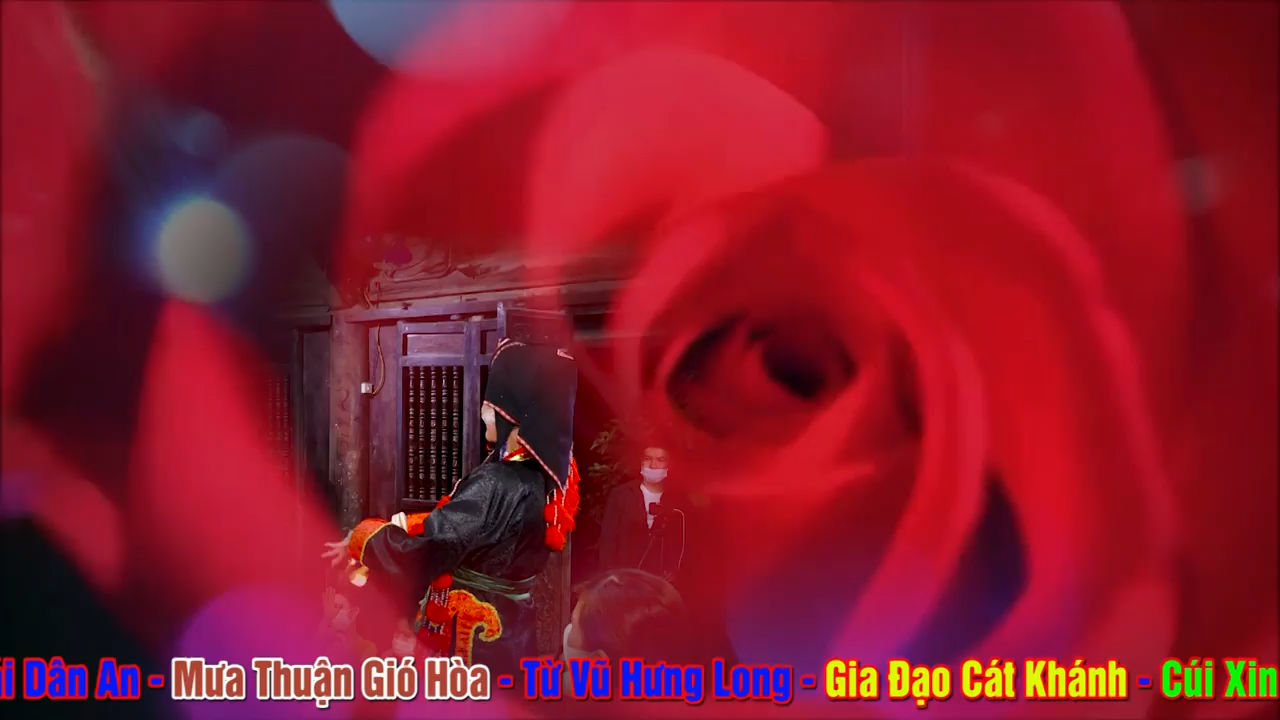 i Dân An - Mưa Thuận Gió Hòa - Từ Vũ Hưng Long - Gia Đạo Cát Khánh - Cúi Xin